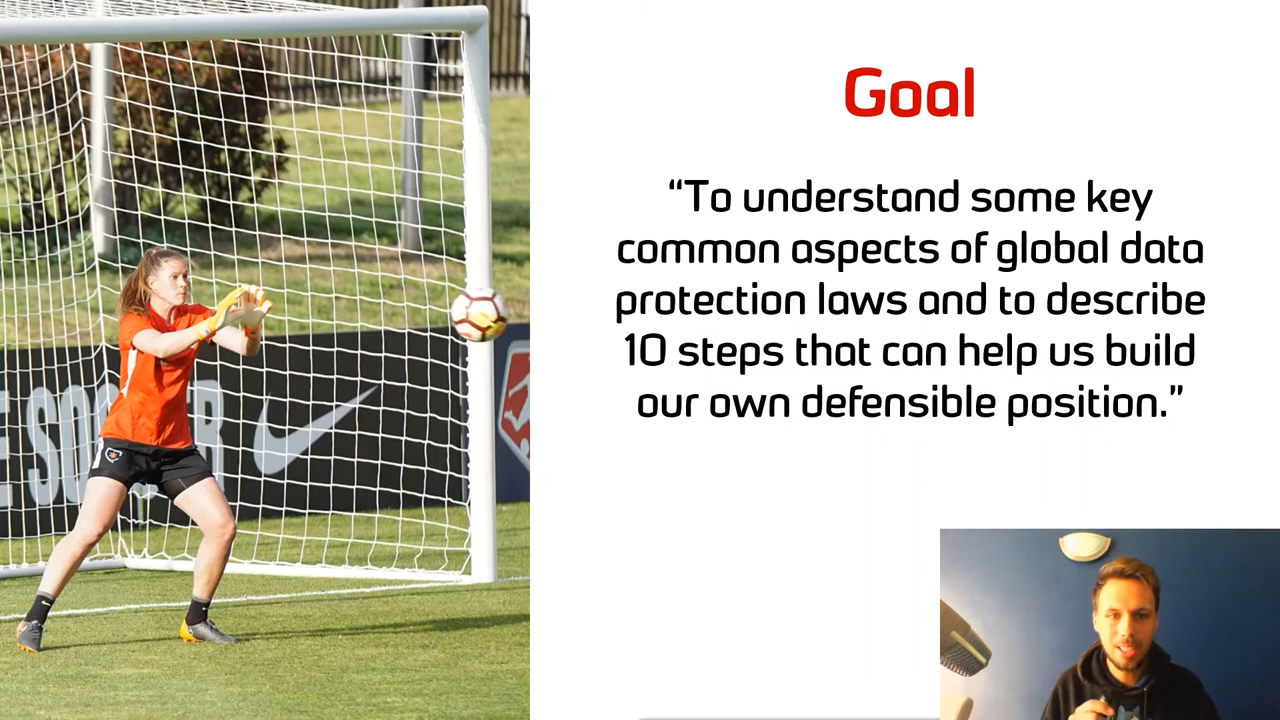 Goal
“To understand some key
common aspects of global data
protection laws and to describe
10 steps that can help us build
our own defensible position.”